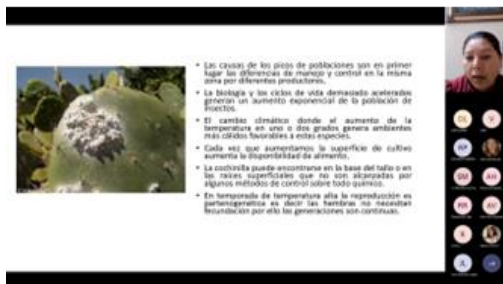 • Las causas de los picos de poblaciones son en primer
lugar las diferencias de manejo y control en la misma
zona por diferentes productores.
• La biología y los ciclos de vida demasiado acelerados
generan un aumento exponencial de la población de
insectos.
• El cambio climático donde el aumento de la
temperatura en uno o dos grados genera ambientes
más cálidos favorables a estas especies.
• Cada vez que aumentamos la superficie de cultivo
aumenta la disponibilidad de alimento.
• La cochinilla puede encontrarse en la base del tallo o en
las raíces superficiales que no son alcanzadas por
algunos métodos de control sobre todo químico.
• En temporada de temperatura alta la reproducción es
partenogenética es decir las hembras no necesitan
fecundación por ello las generaciones son continuas.
V
RP
SM
AH
MR
AV
JL